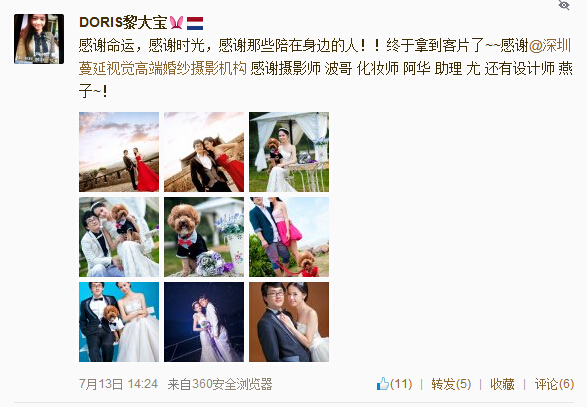 DORIS黎大宝
感谢命运，感谢时光，感谢那些陪在身边的人！！终于拿到客片了~~感谢@深圳
蔓延视觉高端婚纱摄影机构 感谢摄影师 波哥 化妆师 阿华 助理 尤 还有设计师 燕
子~！
7月13日 14:24 来自360安全浏览器 (11) | 转发(5) | 收藏 | 评论(6)